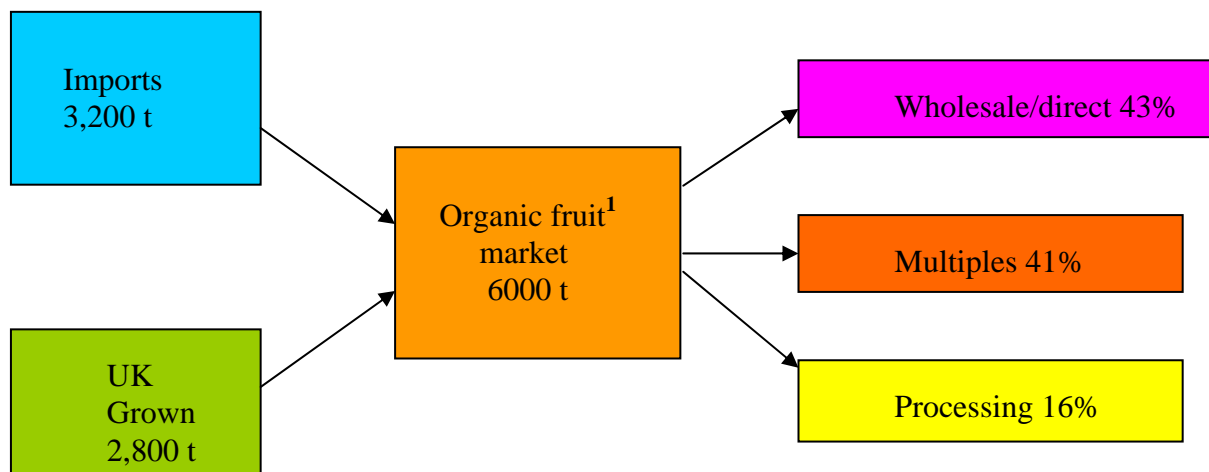 Imports
3,200 t
UK
Grown
2,800 t
Organic fruit¹
market
6000 t
Wholesale/direct 43%
Multiples 41%
Processing 16%